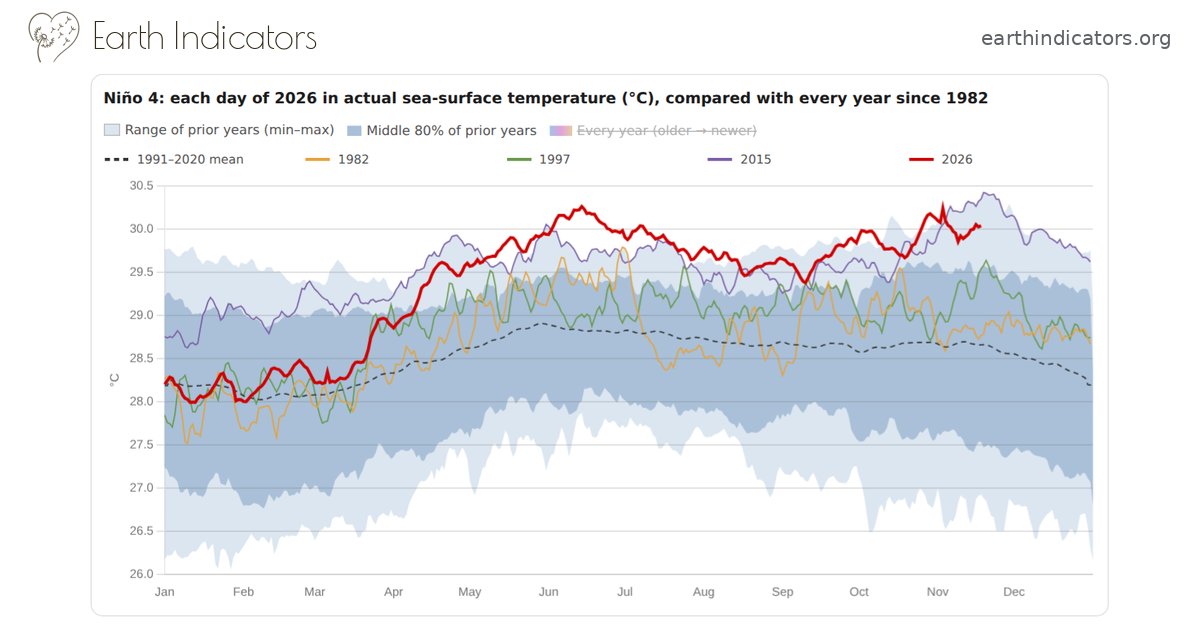 Earth Indicators
earthindicators.org
Niño 4: each day of 2026 in actual sea-surface temperature (°C), compared with every year since 1982
Range of prior years (min–max) Middle 80% of prior years Every year (older → newer)
1991–2020 mean 1982 1997 2015 2026
30.5
30.0
29.5
29.0
28.5
28.0
27.5
27.0
26.5
26.0
°C
Jan Feb Mar Apr May Jun Jul Aug Sep Oct Nov Dec